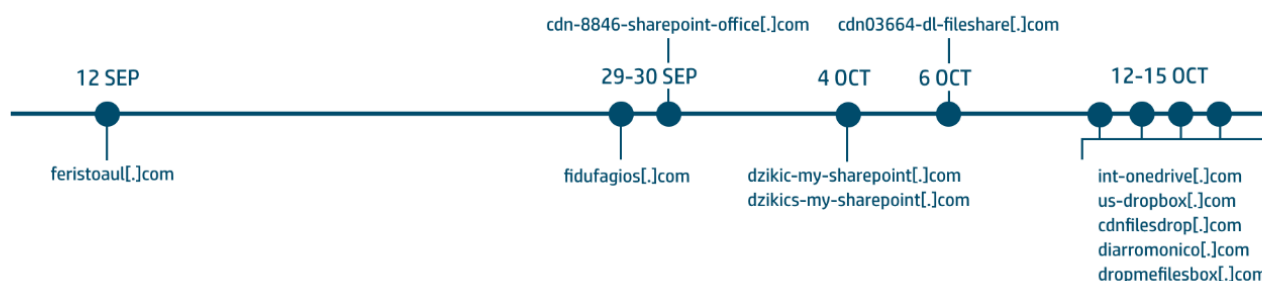 cdn-8846-sharepoint-office[.]com
cdn03664-dl-fileshare[.]com
12 SEP
29-30 SEP
4 OCT
6 OCT
12-15 OCT
feristoaul[.]com
fidufagios[.]com
dzikic-my-sharepoint[.]com
dzikics-my-sharepoint[.]com
int-onedrive[.]com
us-dropbox[.]com
cdnfilesdrop[.]com
diarromonico[.]com
dropmefilesbox[.]com